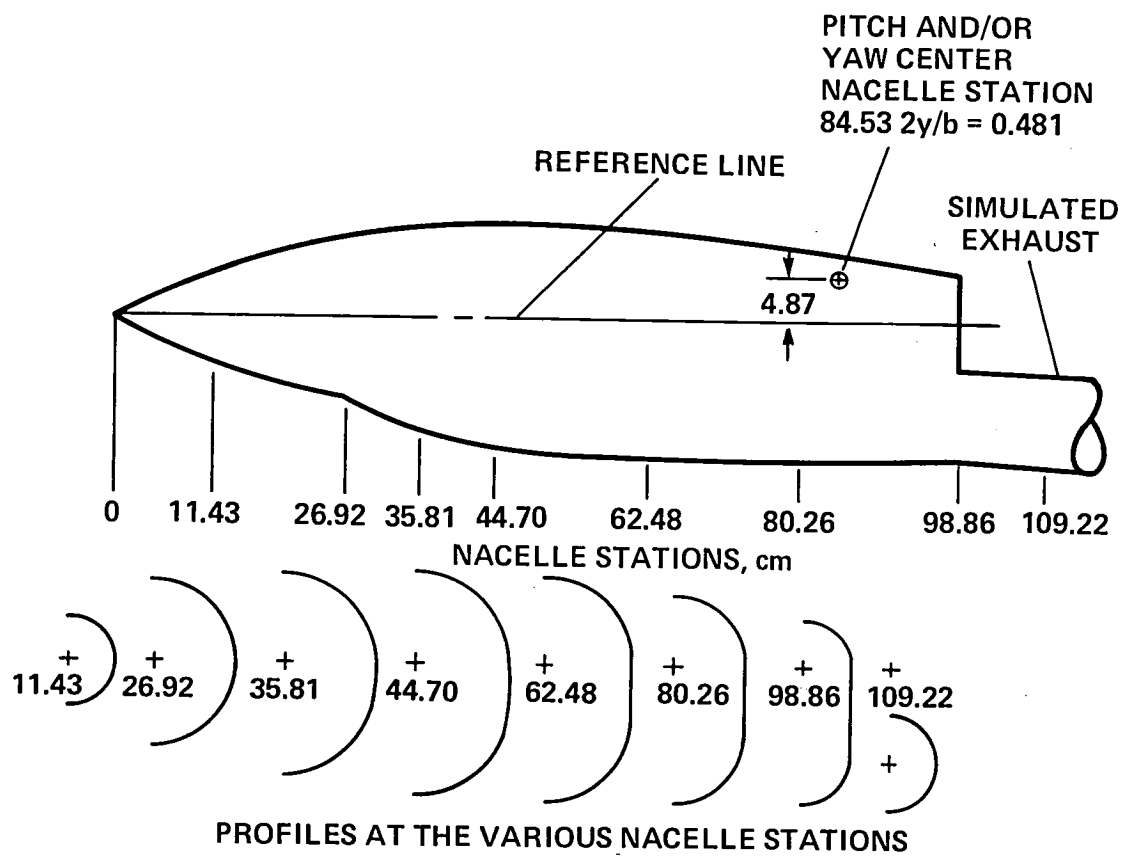 PITCH AND/OR
YAW CENTER
NACELLE STATION
84.53 2y/b = 0.481
REFERENCE LINE
SIMULATED
EXHAUST
4.87
0 11.43 26.92 35.81 44.70 62.48 80.26 98.86 109.22
NACELLE STATIONS, cm
11.43 26.92 35.81 44.70 62.48 80.26 98.86 109.22
PROFILES AT THE VARIOUS NACELLE STATIONS